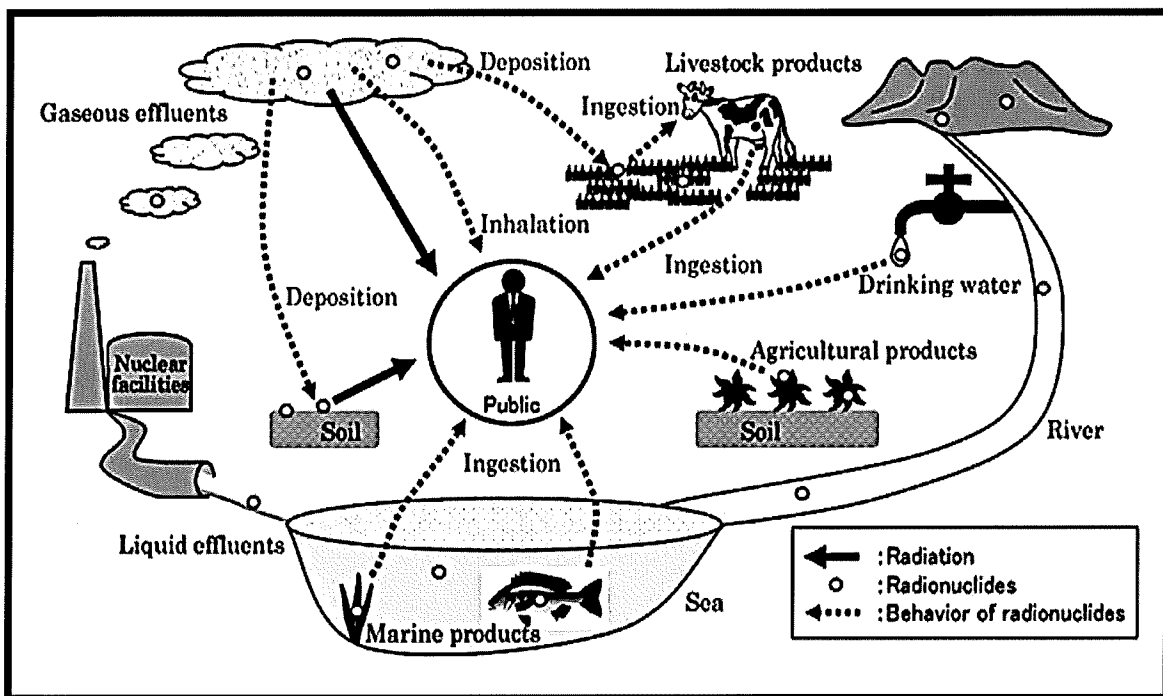 Deposition
Livestock products
Gaseous effluents
Ingestion
Inhalation
Ingestion
Deposition
Drinking water
Nuclear
facilities
Agricultural products
Public
Soil
Soil
River
Ingestion
Liquid effluents
Sea
Marine products
:Radiation
:Radionuclides
:Behavior of radionuclides